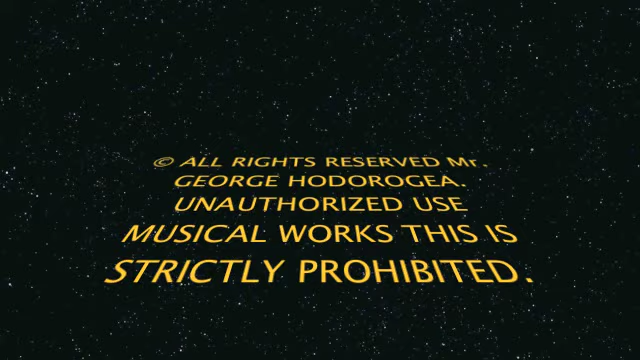 © ALL RIGHTS RESERVED Mr.
GEORGE HODOROGEA.
UNAUTHORIZED USE
MUSICAL WORKS THIS IS
STRICTLY PROHIBITED.